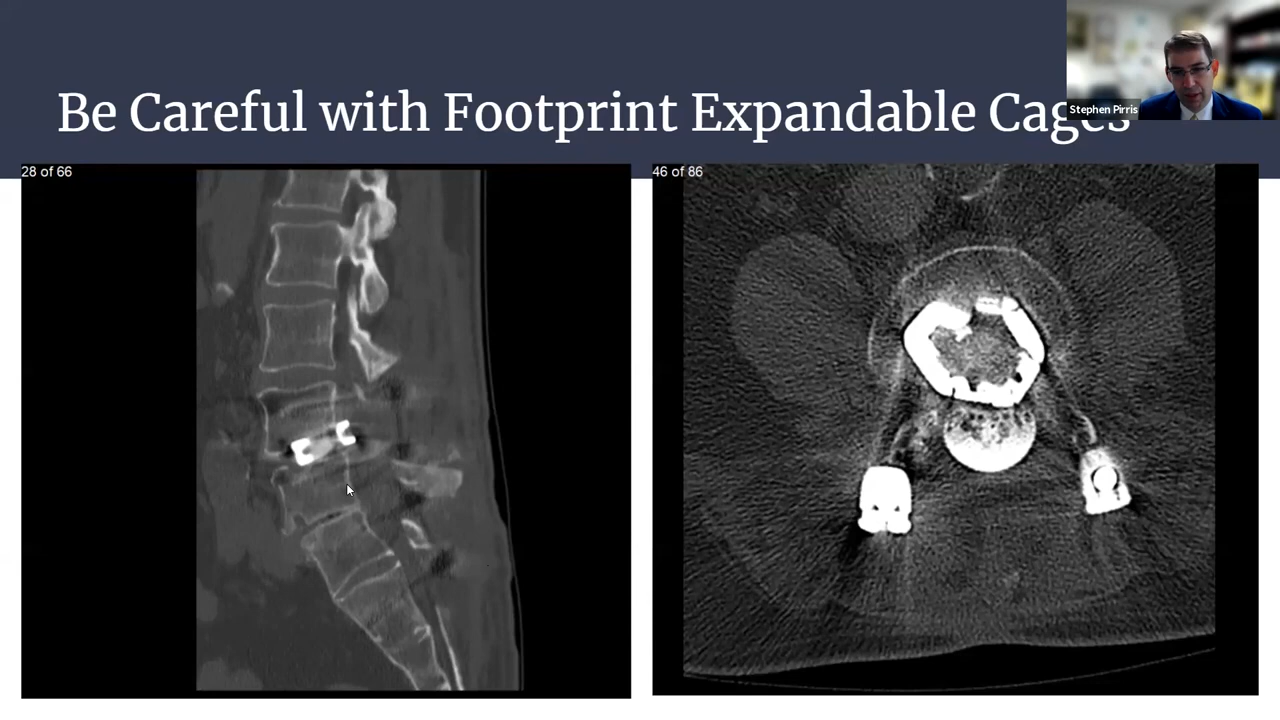 Be Careful with Footprint Expandable Cages
Stephen Pirris
28 of 66
46 of 86